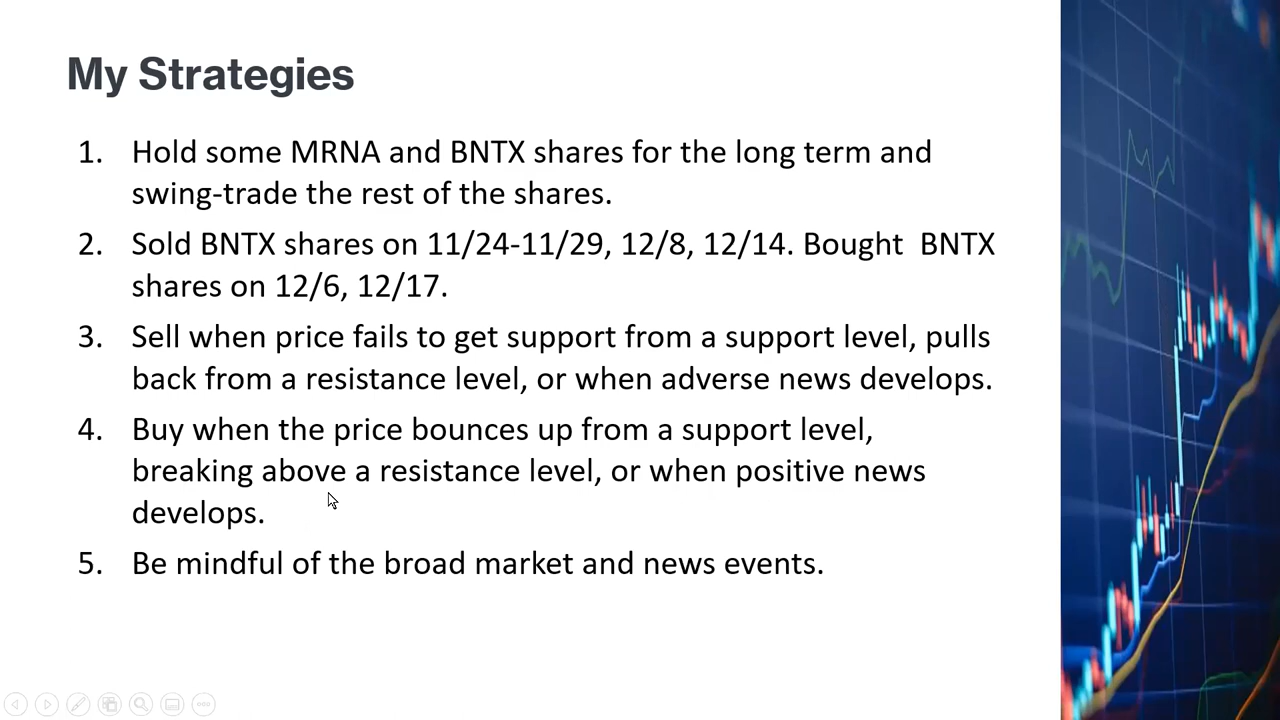 My Strategies
1. Hold some MRNA and BNTX shares for the long term and
swing-trade the rest of the shares.
2. Sold BNTX shares on 11/24-11/29, 12/8, 12/14. Bought  BNTX
shares on 12/6, 12/17.
3. Sell when price fails to get support from a support level, pulls
back from a resistance level, or when adverse news develops.
4. Buy when the price bounces up from a support level,
breaking above a resistance level, or when positive news
develops.
5. Be mindful of the broad market and news events.